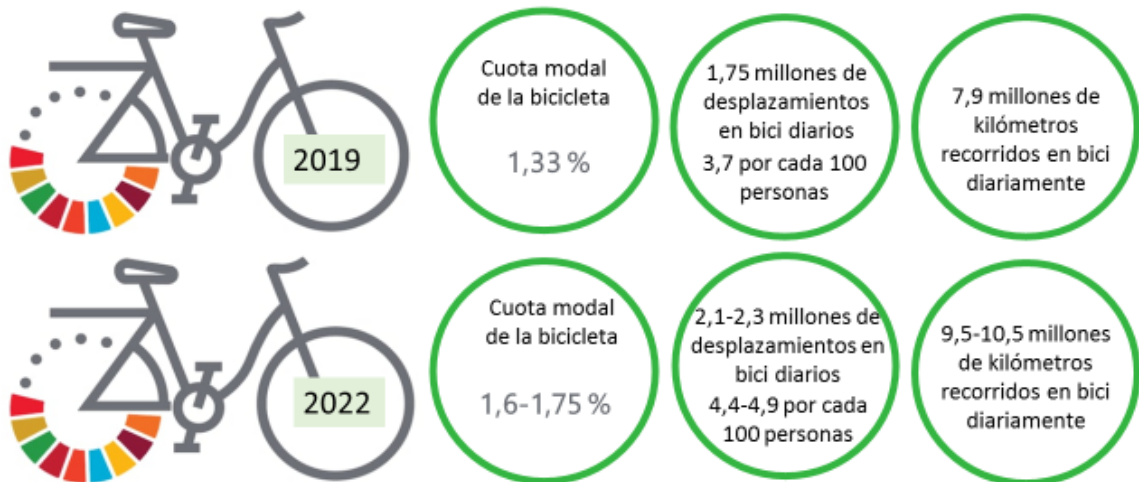 2019
Cuota modal
de la bicicleta
1,33 %
1,75 millones de
desplazamientos
en bici diarios
3,7 por cada 100
personas
7,9 millones de
kilómetros
recorridos en bici
diariamente
2022
Cuota modal
de la bicicleta
1,6-1,75 %
2,1-2,3 millones de
desplazamientos en
bici diarios
4,4-4,9 por cada
100 personas
9,5-10,5 millones
de kilómetros
recorridos en bici
diariamente